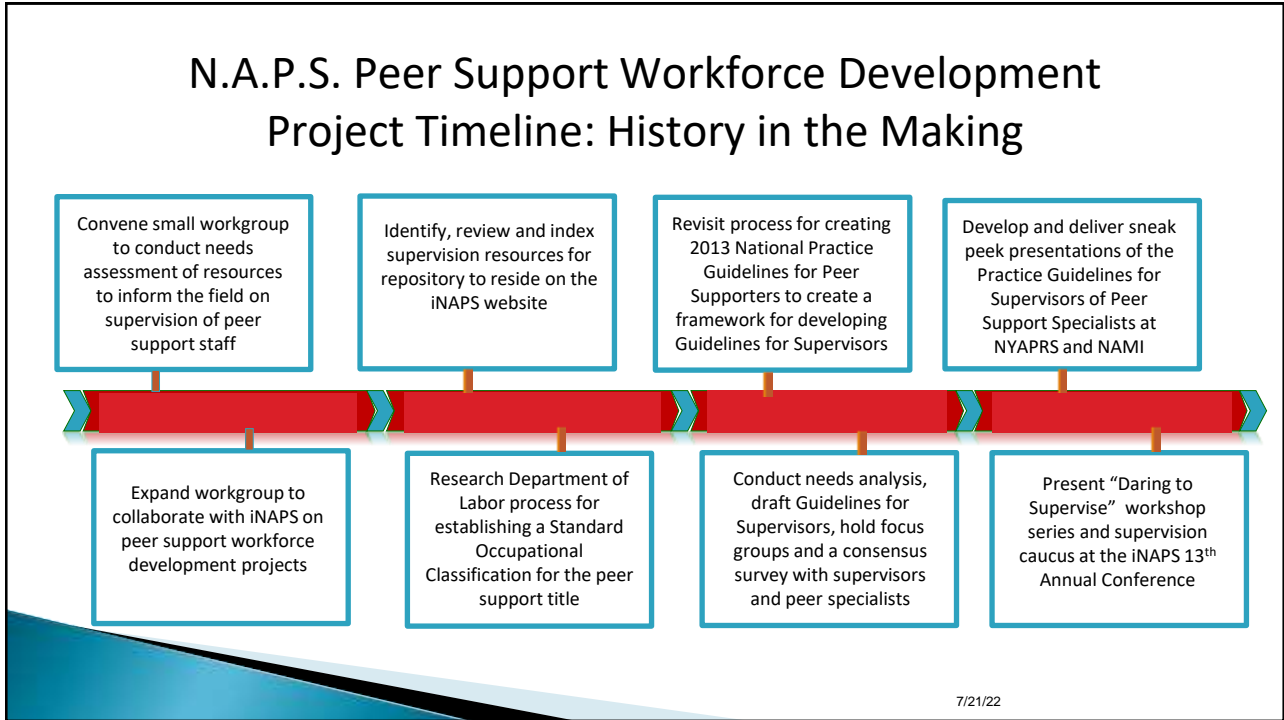 N.A.P.S. Peer Support Workforce Development
Project Timeline: History in the Making
Convene small workgroup
to conduct needs
assessment of resources
to inform the field on
supervision of peer
support staff
Expand workgroup to
collaborate with iNAPS on
peer support workforce
development projects
Identify, review and index
supervision resources for
repository to reside on the
iNAPS website
Research Department of
Labor process for
establishing a Standard
Occupational
Classification for the peer
support title
Revisit process for creating
2013 National Practice
Guidelines for Peer
Supporters to create a
framework for developing
Guidelines for Supervisors
Conduct needs analysis,
draft Guidelines for
Supervisors, hold focus
groups and a consensus
survey with supervisors
and peer specialists
Develop and deliver sneak
peek presentations of the
Practice Guidelines for
Supervisors of Peer
Support Specialists at
NYAPRS and NAMI
Present “Daring to
Supervise” workshop
series and supervision
caucus at the iNAPS 13th
Annual Conference
7/21/22